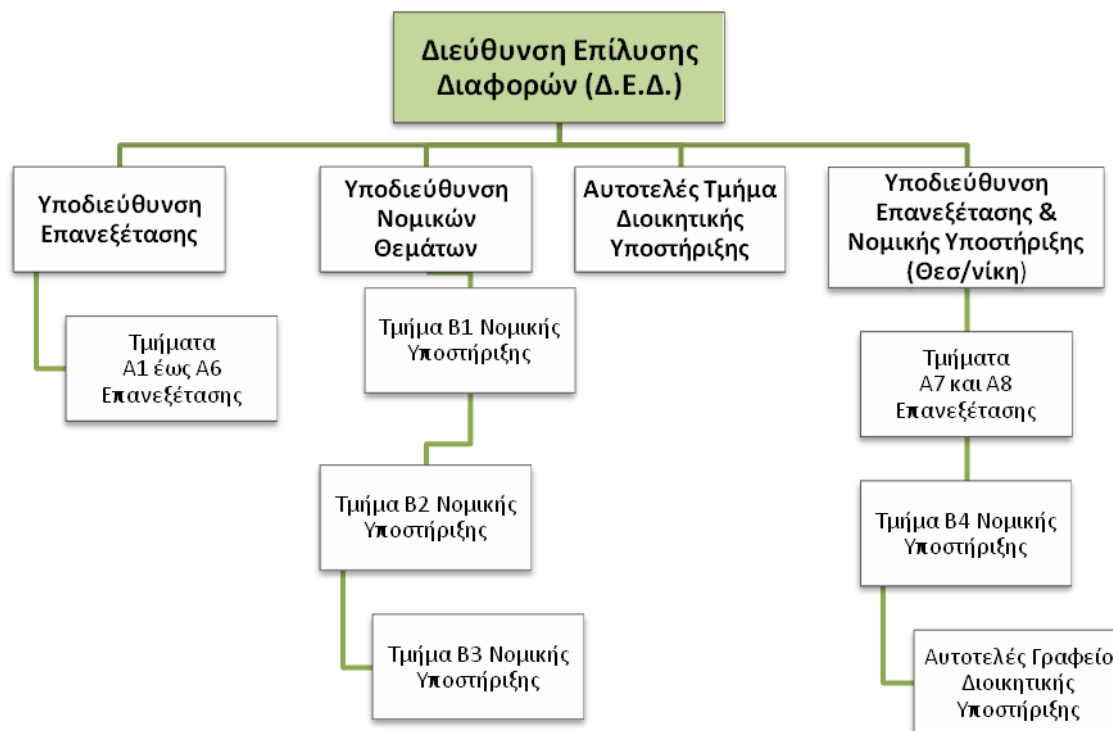 Διεύθυνση Επίλυσης
Διαφορών (Δ.Ε.Δ.)
Υποδιεύθυνση
Επανεξέτασης
Υποδιεύθυνση
Νομικών
Θεμάτων
Αυτοτελές Τμήμα
Διοικητικής
Υποστήριξης
Υποδιεύθυνση
Επανεξέτασης &
Νομικής Υποστήριξης
(Θεσ/νίκη)
Τμήματα
Α1 έως Α6
Επανεξέτασης
Τμήμα Β1 Νομικής
Υποστήριξης
Τμήμα Β2 Νομικής
Υποστήριξης
Τμήμα Β3 Νομικής
Υποστήριξης
Τμήματα
Α7 και Α8
Επανεξέτασης
Τμήμα Β4 Νομικής
Υποστήριξης
Αυτοτελές Γραφείο
Διοικητικής
Υποστήριξης